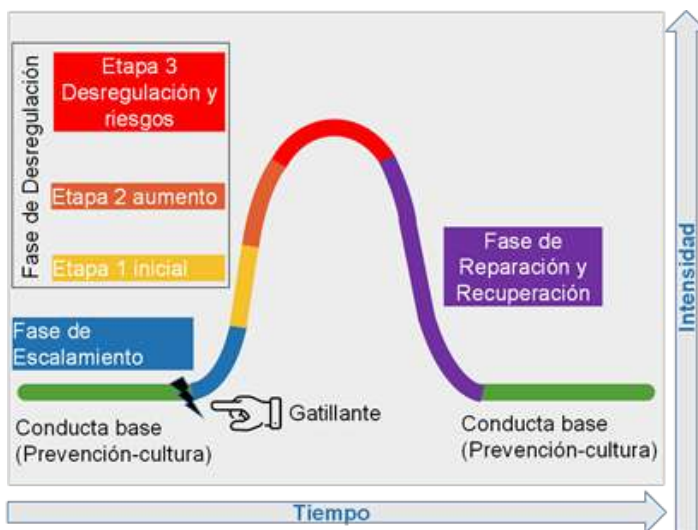 Fase de Desregulación
Etapa 3
Desregulación y
riesgos
Etapa 2 aumento
Etapa 1 inicial
Fase de
Escalamiento
Fase de
Reparación y
Recuperación
Gatillante
Conducta base
(Prevención-cultura)
Conducta base
(Prevención-cultura)
Intensidad
Tiempo